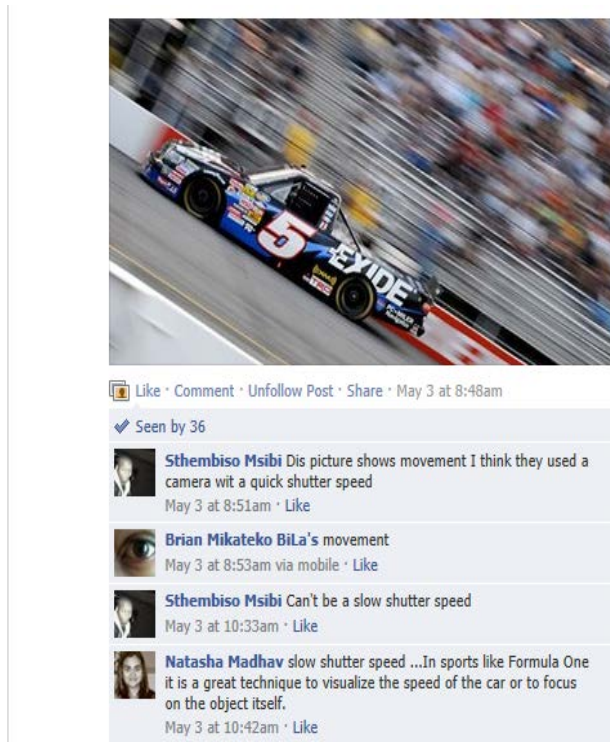 5
EXIDE
Like · Comment · Unfollow Post · Share · May 3 at 8:48am
Seen by 36
Sthembiso Msibi Dis picture shows movement I think they used a
camera wit a quick shutter speed
May 3 at 8:51am · Like
Brian Mikateko BiLa's movement
May 3 at 8:53am via mobile · Like
Sthembiso Msibi Can't be a slow shutter speed
May 3 at 10:33am · Like
Natasha Madhav slow shutter speed ...In sports like Formula One
it is a great technique to visualize the speed of the car or to focus
on the object itself.
May 3 at 10:42am · Like